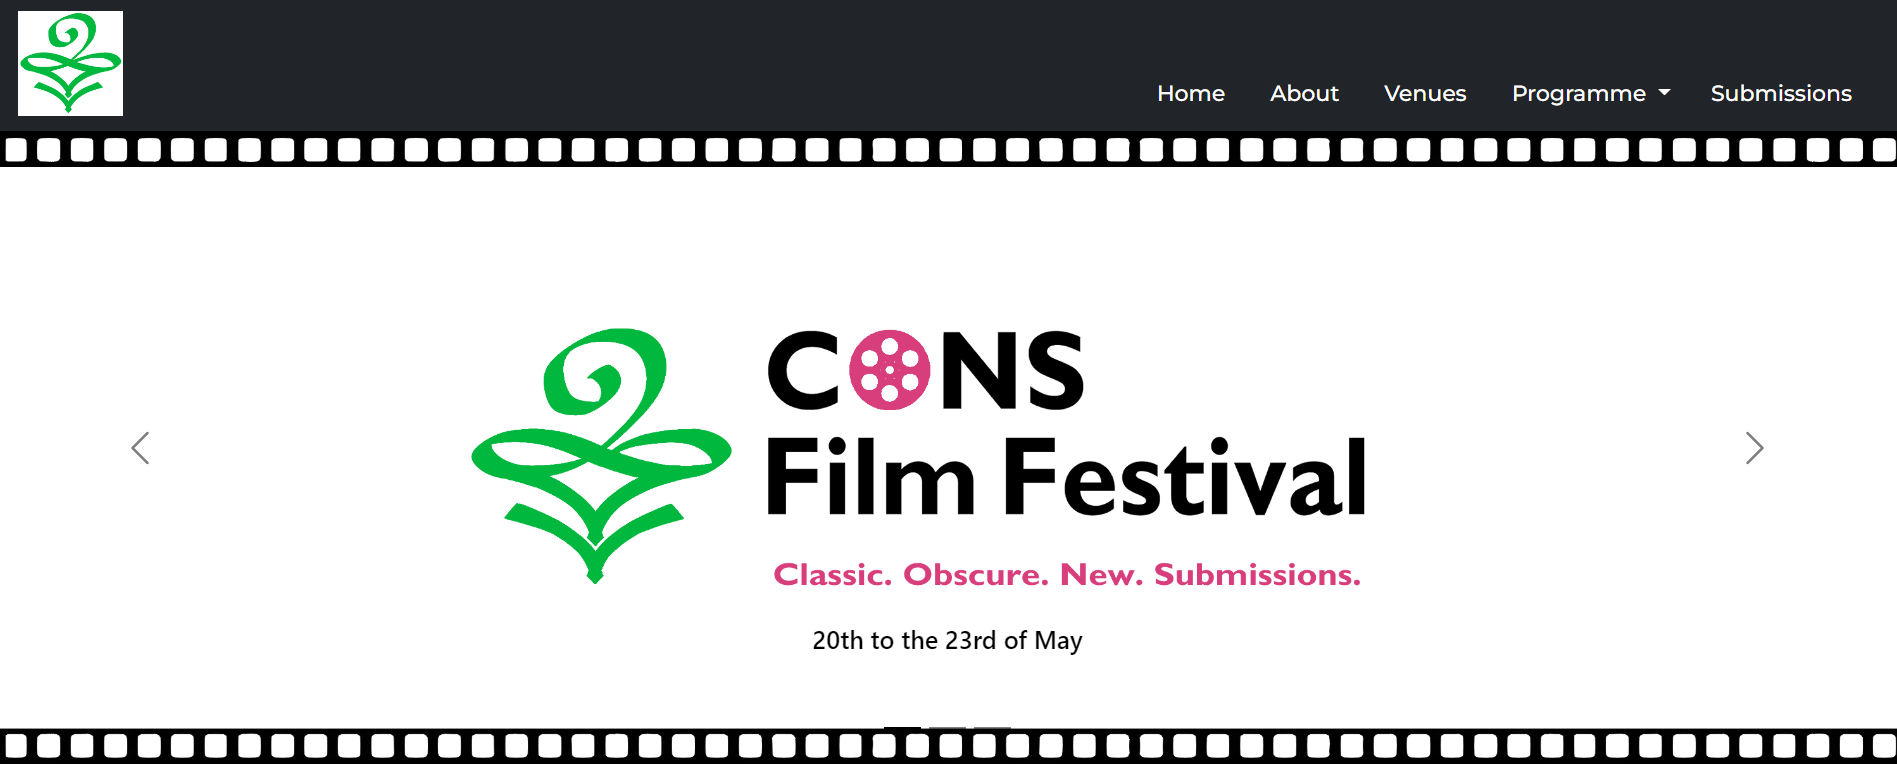 Home About Venues Programme Submissions
CONS
Film Festival
Classic. Obscure. New. Submissions.
20th to the 23rd of May